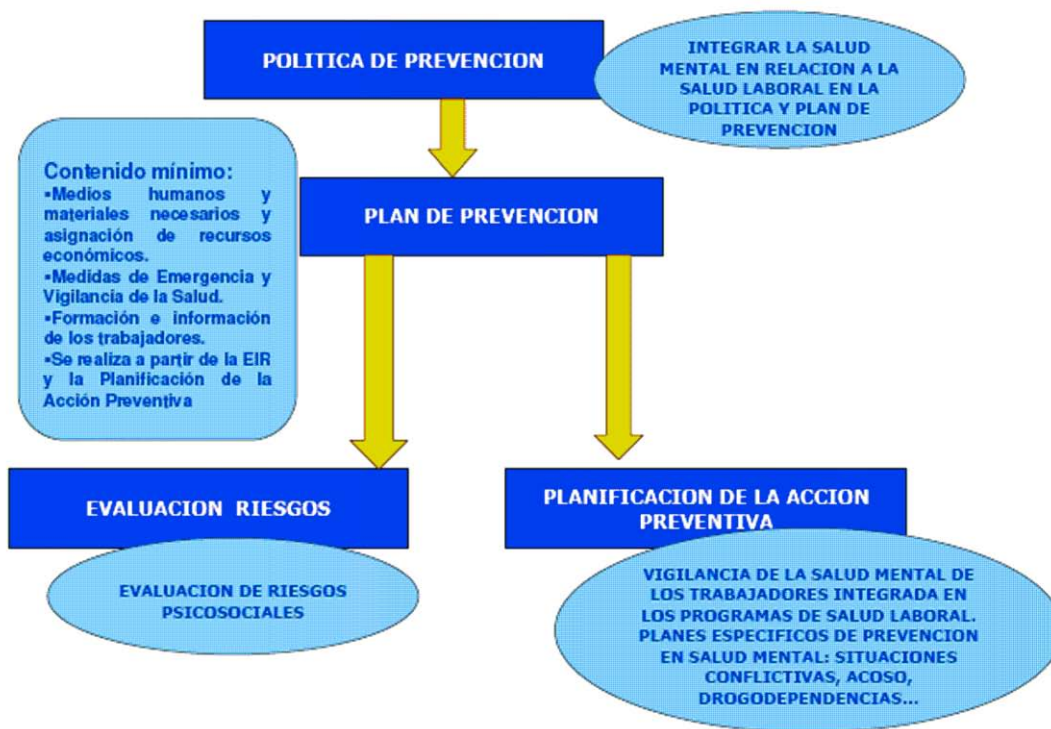 POLITICA DE PREVENCION
INTEGRAR LA SALUD
MENTAL EN RELACION A LA
SALUD LABORAL EN LA
POLITICA Y PLAN DE
PREVENCION
Contenido mínimo:
▪Medios humanos y
materiales necesarios y
asignación de recursos
económicos.
▪Medidas de Emergencia y
Vigilancia de la Salud.
▪Formación e información
de los trabajadores.
▪Se realiza a partir de la EIR
y la Planificación de la
Acción Preventiva
PLAN DE PREVENCION
EVALUACION RIESGOS
EVALUACION DE RIESGOS
PSICOSOCIALES
PLANIFICACION DE LA ACCION
PREVENTIVA
VIGILANCIA DE LA SALUD MENTAL DE
LOS TRABAJADORES INTEGRADA EN
LOS PROGRAMAS DE SALUD LABORAL.
PLANES ESPECIFICOS DE PREVENCION
EN SALUD MENTAL: SITUACIONES
CONFLICTIVAS, ACOSO,
DROGODEPENDENCIAS...